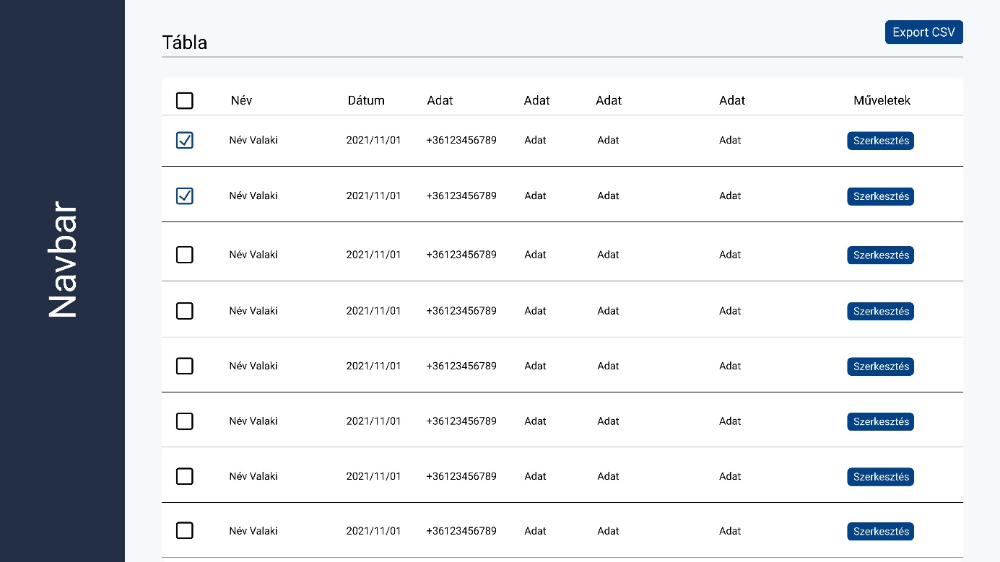 Navbar
Tábla
Export CSV
Név Dátum Adat Adat Adat Adat Műveletek
Név Valaki 2021/11/01 +36123456789 Adat Adat Adat Szerkesztés
Név Valaki 2021/11/01 +36123456789 Adat Adat Adat Szerkesztés
Név Valaki 2021/11/01 +36123456789 Adat Adat Adat Szerkesztés
Név Valaki 2021/11/01 +36123456789 Adat Adat Adat Szerkesztés
Név Valaki 2021/11/01 +36123456789 Adat Adat Adat Szerkesztés
Név Valaki 2021/11/01 +36123456789 Adat Adat Adat Szerkesztés
Név Valaki 2021/11/01 +36123456789 Adat Adat Adat Szerkesztés
Név Valaki 2021/11/01 +36123456789 Adat Adat Adat Szerkesztés